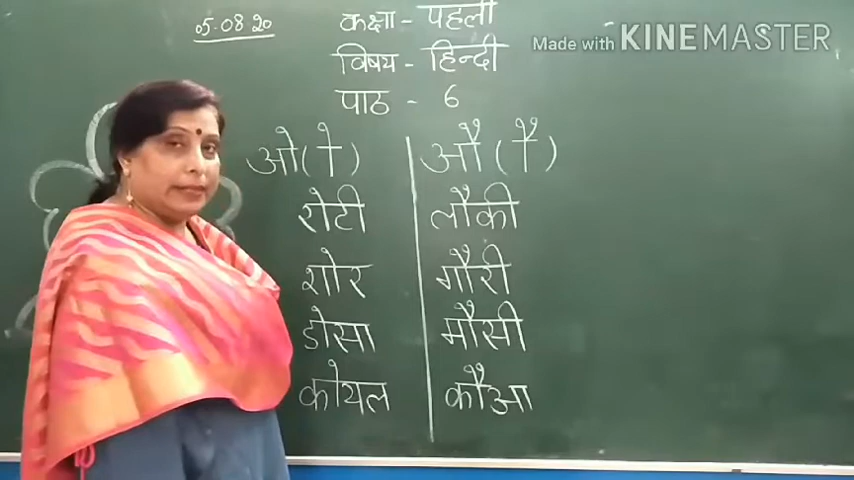 05.08.20
कक्षा - पहली
विषय - हिन्दी
पाठ - 6
Made with KINEMASTER
ओ (ो) औ (ौ)
रोटी लौकी
शोर गौरी
डोसा मौसी
कोयल कौआ